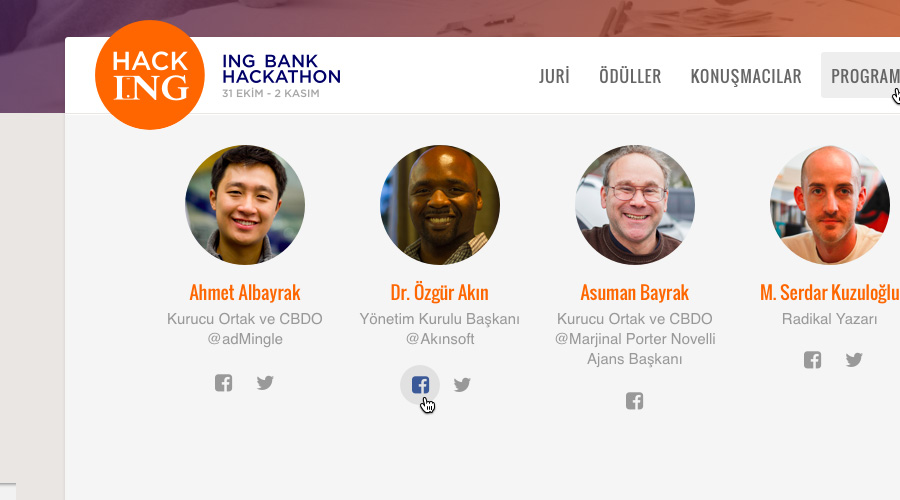 HACK
ING
ING BANK
HACKATHON
31 EKİM - 2 KASIM
JURİ
ÖDÜLLER
KONUŞMACILAR
PROGRAM
Ahmet Albayrak
Kurucu Ortak ve CBDO
@adMingle
Dr. Özgür Akın
Yönetim Kurulu Başkanı
@Akınsoft
Asuman Bayrak
Kurucu Ortak ve CBDO
@Marjinal Porter Novelli
Ajans Başkanı
M. Serdar Kuzuloğlu
Radikal Yazarı